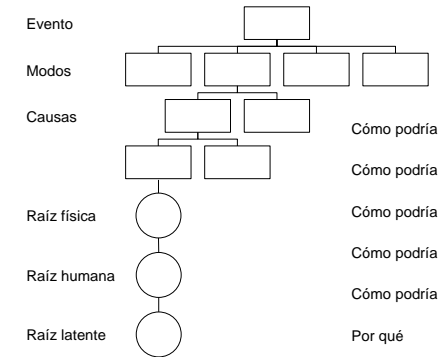 Evento
Modos
Causas
Cómo podría
Cómo podría
Raíz física
Cómo podría
Cómo podría
Raíz humana
Cómo podría
Raíz latente
Por qué